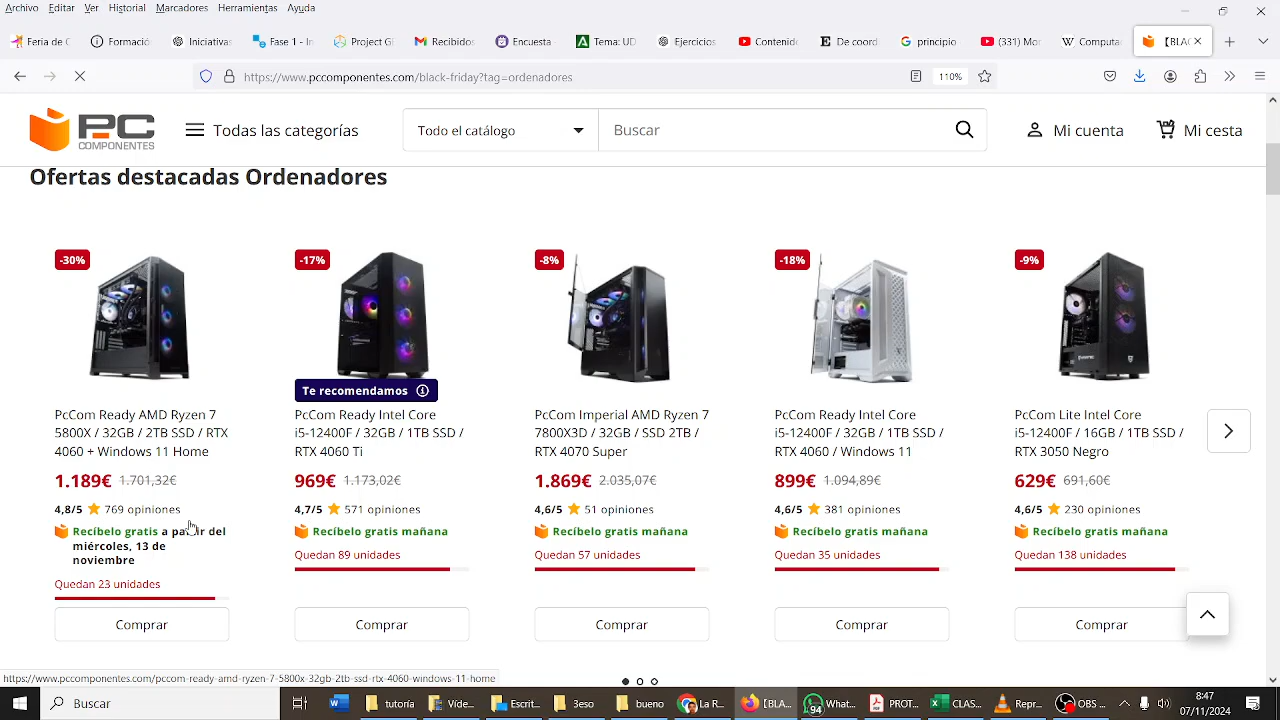 Archivo Editar Ver Historial Marcadores Herramientas Ayuda
Feria de C Formació Iniciativas Fase 1 - In Project Gl Recibidos Encuesta Tema: UD Ejercicios Contenido De coord principio (331) Mor Computa 【BLAC
https://www.pccomponentes.com/black-friday?tag=ordenadores 110%
PC COMPONENTES Todas las categorías Todo el catálogo Buscar Mi cuenta Mi cesta
Ofertas destacadas Ordenadores
-30% -17% -8% -18% -9%
Te recomendamos
PcCom Ready AMD Ryzen 7
5800X / 32GB / 2TB SSD / RTX
4060 + Windows 11 Home
1.189€ 1.701,32€
4,8/5 769 opiniones
Recíbelo gratis a partir del
miércoles, 13 de
noviembre
Quedan 23 unidades
Comprar
PcCom Ready Intel Core
i5-12400F / 32GB / 1TB SSD /
RTX 4060 Ti
969€ 1.173,02€
4,7/5 571 opiniones
Recíbelo gratis mañana
Quedan 89 unidades
Comprar
PcCom Imperial AMD Ryzen 7
7800X3D / 32GB / SSD 2TB /
RTX 4070 Super
1.869€ 2.035,07€
4,6/5 51 opiniones
Recíbelo gratis mañana
Quedan 57 unidades
Comprar
PcCom Ready Intel Core
i5-12400F / 32GB / 1TB SSD /
RTX 4060 / Windows 11
899€ 1.094,89€
4,6/5 381 opiniones
Recíbelo gratis mañana
Quedan 35 unidades
Comprar
PcCom Lite Intel Core
i5-12400F / 16GB / 1TB SSD /
RTX 3050 Negro
629€ 691,60€
4,6/5 230 opiniones
Recíbelo gratis mañana
Quedan 138 unidades
Comprar
https://www.pccomponentes.com/pccom-ready-amd-ryzen-7-5800x-32gb-2tb-ssd-rtx-4060-windows-11-home
Buscar tutoria Vide... Escrit... 3eso bueno La R... 【BLA... What... 94 PROT... CLAS... Repr... OBS ... 8:47
07/11/2024